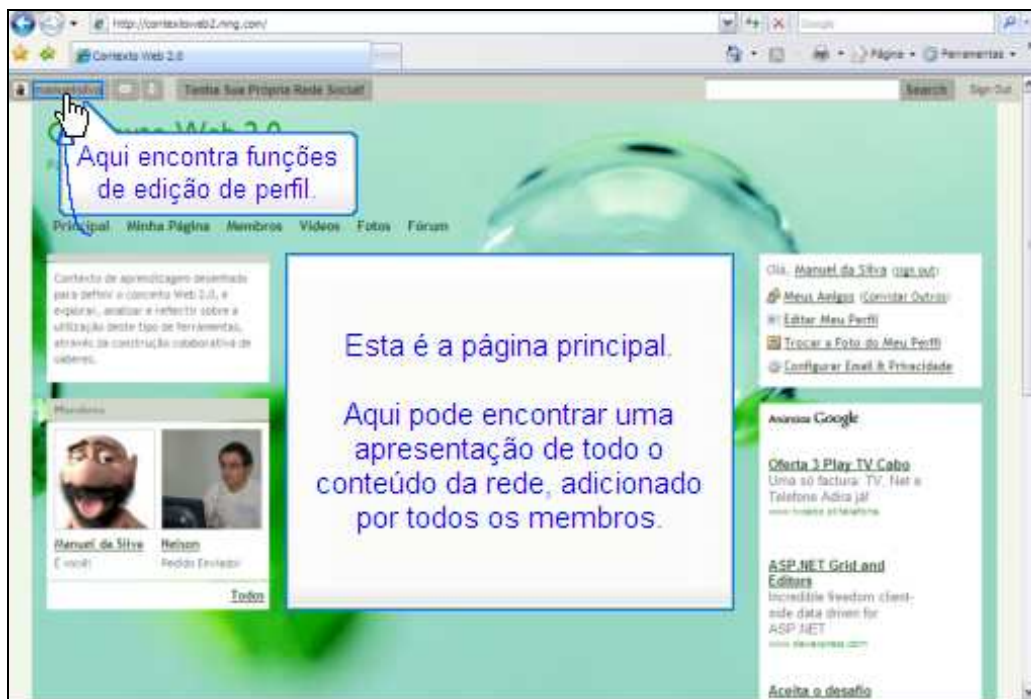 http://contextoweb2.ning.com/
Google
Contexto Web 2.0
Página
Ferramentas
manuelsilva
Tenha Sua Própria Rede Social!
Search
Sign Out
Web 2.0
Aqui encontra funções
de edição de perfil.
Principal Minha Página Membros Vídeos Fotos Fórum
Contexto de aprendizagem desenhado
para definir o conceito Web 2.0, e
explorar, analisar e reflectir sobre a
utilização deste tipo de ferramentas,
através da construção colaborativa de
saberes.
Membros
Manuel da Silva
É você!
Nelson
Pedido Enviado!
Todos
Esta é a página principal.
Aqui pode encontrar uma
apresentação de todo o
conteúdo da rede, adicionado
por todos os membros.
Olá, Manuel da Silva (sign out)
Meus Amigos (Convidar Outros)
Editar Meu Perfil
Trocar a Foto do Meu Perfil
Configurar Email & Privacidade
Anúncios Google
Oferta 3 Play TV Cabo
Uma só factura: TV, Net e
Telefone Adira já!
ASP.NET Grid and
Editors
Incredible freedom client-
side data driven for
ASP.NET
www.devexpress.com
Aceita o desafio